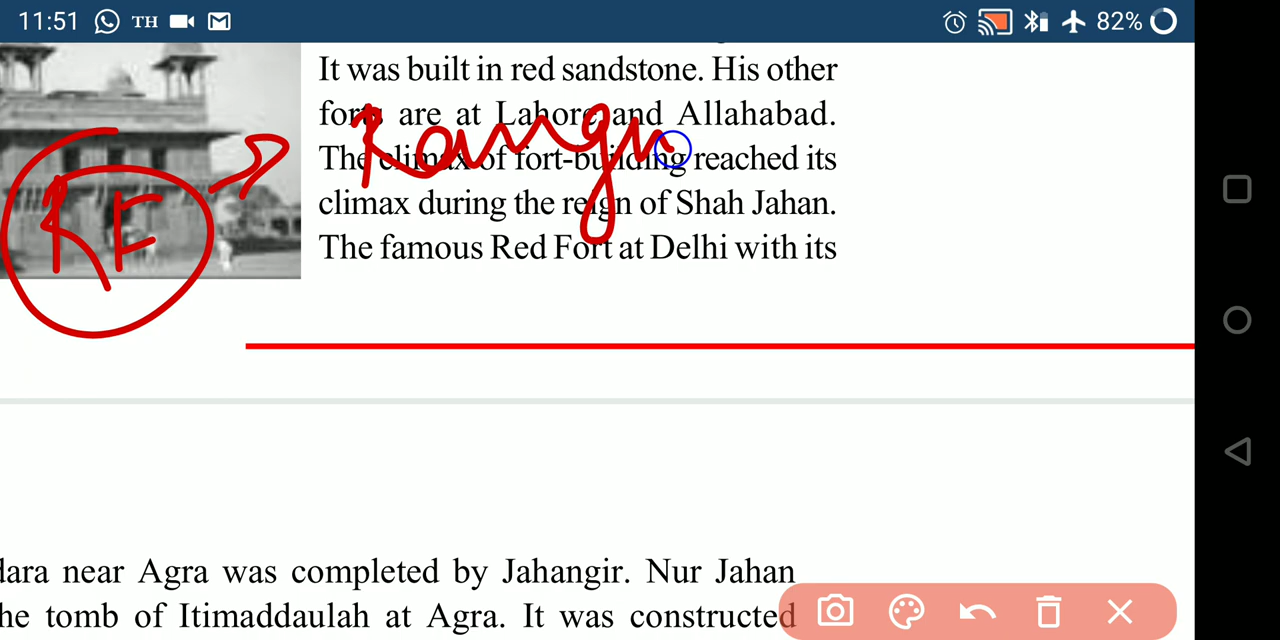 11:51 TH 82%
It was built in red sandstone. His other
forts are at Lahore and Allahabad.
The climax of fort-building reached its
climax during the reign of Shah Jahan.
The famous Red Fort at Delhi with its
RF
dara near Agra was completed by Jahangir. Nur Jahan
he tomb of Itimaddaulah at Agra. It was constructed